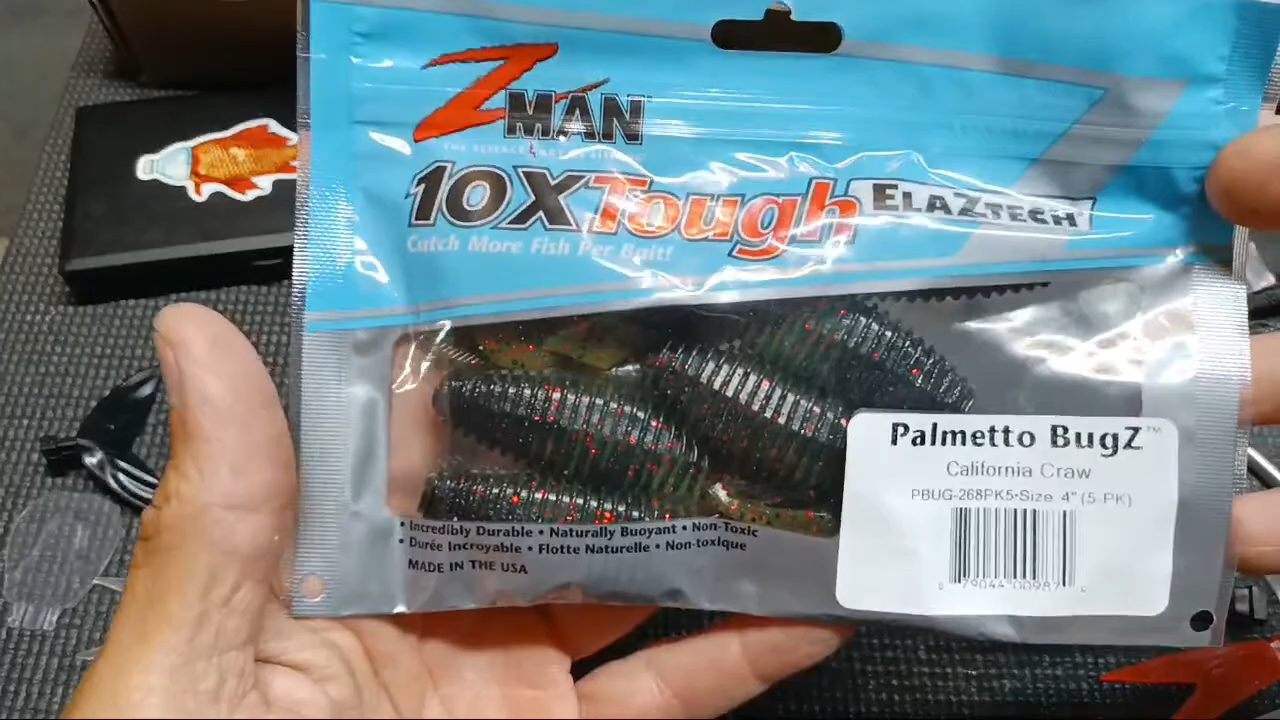 ZMAN
10X Tough ELAZTECH
Catch More Fish Per Bait!
Palmetto BugZ™
California Craw
PBUG-268PK5•Size 4" (5-PK)
• Incredibly Durable • Naturally Buoyant • Non-Toxic
• Durée Incroyable • Flotte Naturelle • Non-toxique
MADE IN THE USA